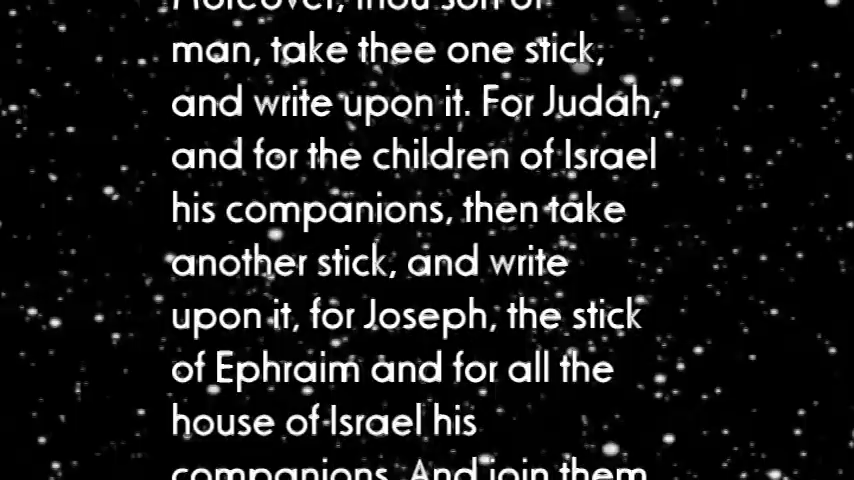 Moreover, thou son of
man, take thee one stick,
and write upon it. For Judah,
and for the children of Israel
his companions, then take
another stick, and write
upon it, for Joseph, the stick
of Ephraim and for all the
house of Israel his
companions. And join them